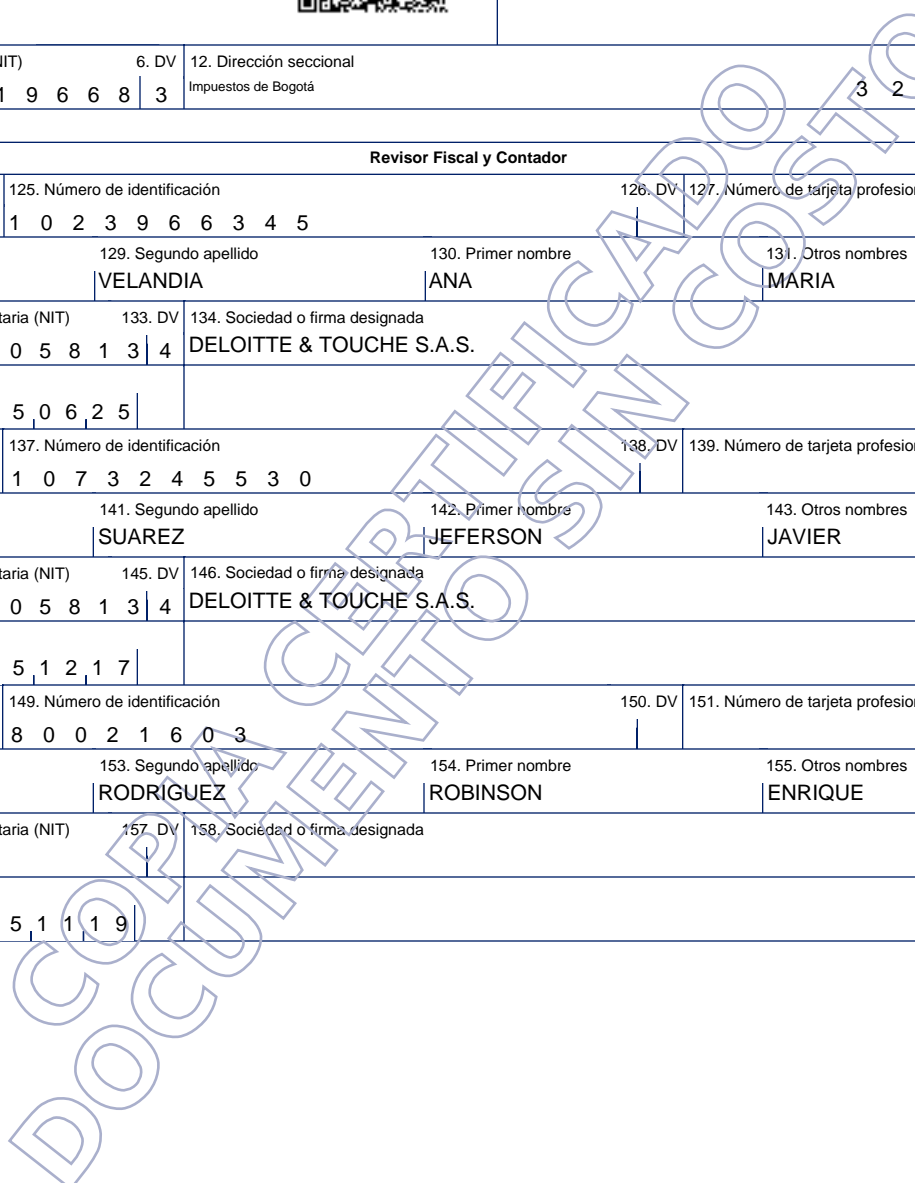 NIT) 6. DV 12. Dirección seccional
1 9 6 6 8 3 Impuestos de Bogotá 3 2
Revisor Fiscal y Contador
125. Número de identificación 126. DV 127. Número de tarjeta profesion
1 0 2 3 9 6 6 3 4 5
129. Segundo apellido 130. Primer nombre 131. Otros nombres
VELANDIA ANA MARIA
taria (NIT) 133. DV 134. Sociedad o firma designada
0 5 8 1 3 4 DELOITTE & TOUCHE S.A.S.
5 0 6 2 5
137. Número de identificación 138. DV 139. Número de tarjeta profesion
1 0 7 3 2 4 5 5 3 0
141. Segundo apellido 142. Primer nombre 143. Otros nombres
SUAREZ JEFERSON JAVIER
taria (NIT) 145. DV 146. Sociedad o firma designada
0 5 8 1 3 4 DELOITTE & TOUCHE S.A.S.
5 1 2 1 7
149. Número de identificación 150. DV 151. Número de tarjeta profesion
8 0 0 2 1 6 0 3
153. Segundo apellido 154. Primer nombre 155. Otros nombres
RODRIGUEZ ROBINSON ENRIQUE
taria (NIT) 157. DV 158. Sociedad o firma designada
5 1 1 1 9
COPIA CERTIFICADO
DOCUMENTO SIN COSTO